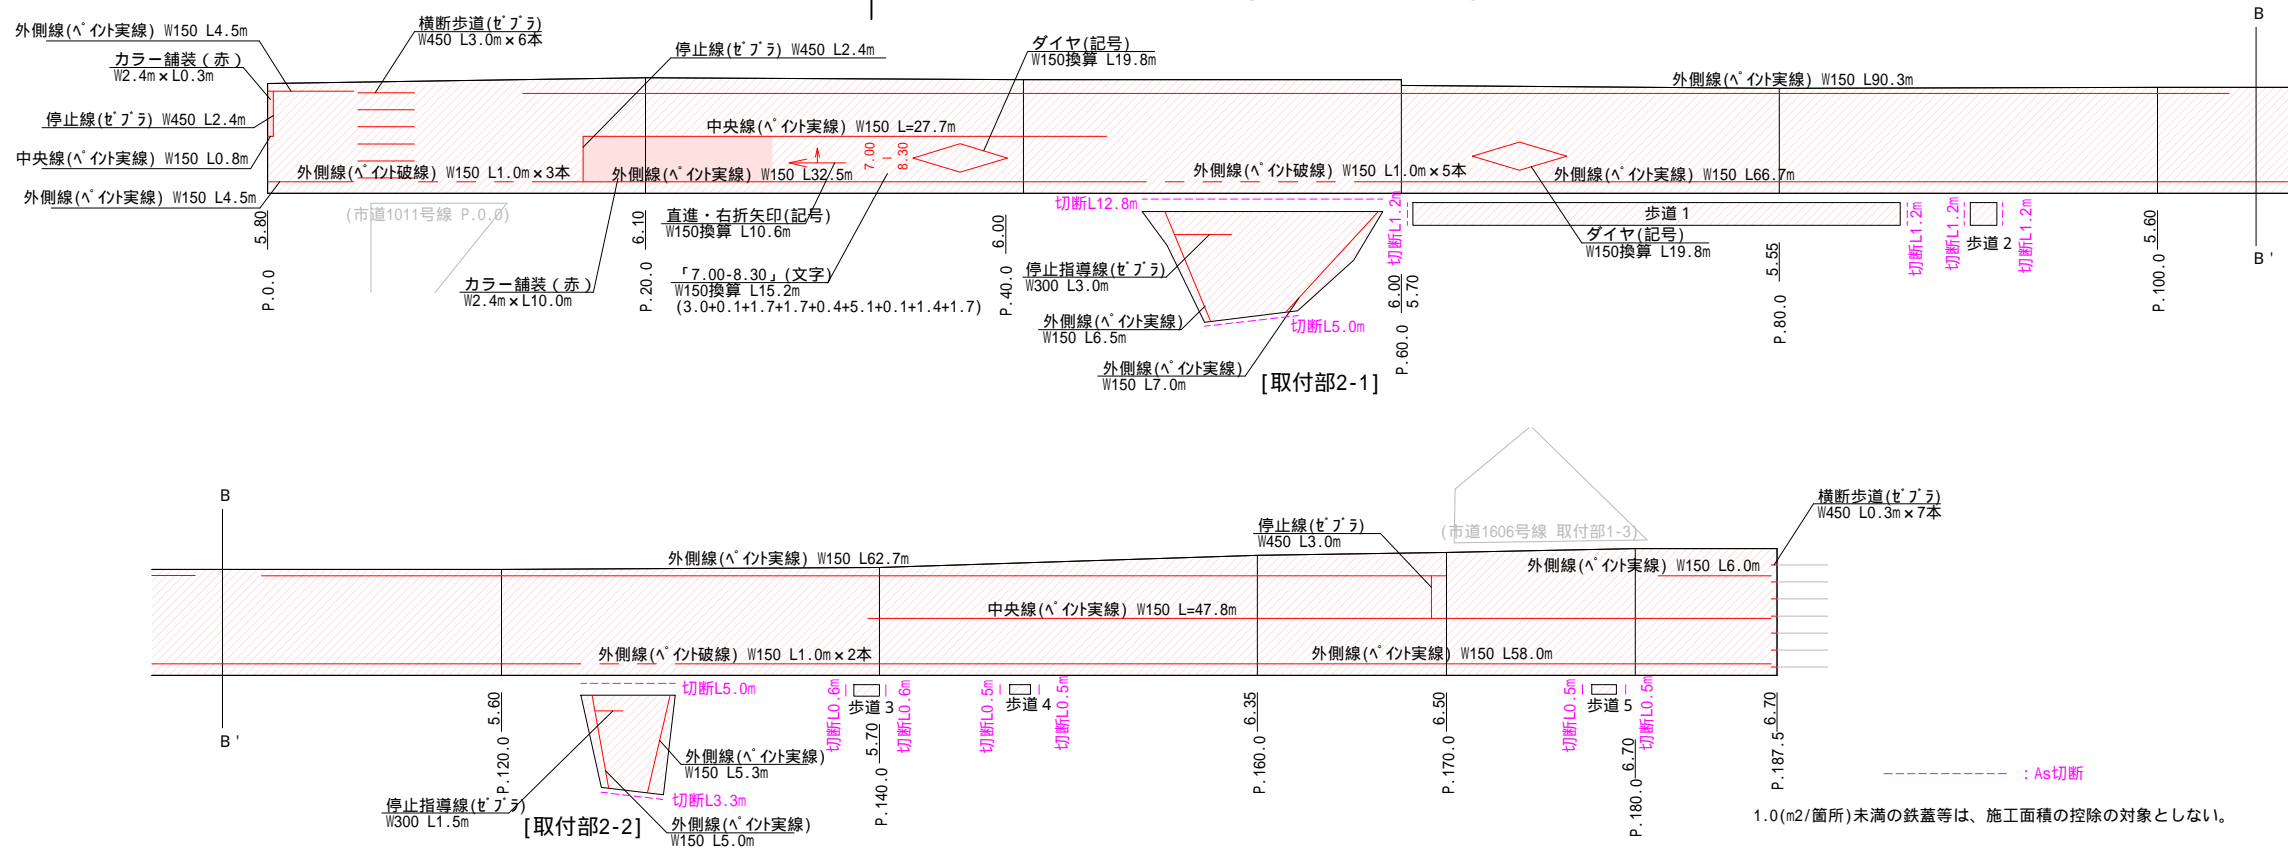 外側線(ﾍﾟｲﾝﾄ実線) W150 L4.5m
横断歩道(ｾﾞﾌﾞﾗ)
W450 L3.0m×6本
カラー舗装(赤)
W2.4m×L0.3m
停止線(ｾﾞﾌﾞﾗ) W450 L2.4m
ダイヤ(記号)
W150換算 L19.8m
外側線(ﾍﾟｲﾝﾄ実線) W150 L90.3m
B
停止線(ｾﾞﾌﾞﾗ) W450 L2.4m
中央線(ﾍﾟｲﾝﾄ実線) W150 L=27.7m
中央線(ﾍﾟｲﾝﾄ実線) W150 L0.8m
7.00
-
8.30
外側線(ﾍﾟｲﾝﾄ破線) W150 L1.0m×3本
外側線(ﾍﾟｲﾝﾄ実線) W150 L32.5m
外側線(ﾍﾟｲﾝﾄ破線) W150 L1.0m×5本
外側線(ﾍﾟｲﾝﾄ実線) W150 L66.7m
外側線(ﾍﾟｲﾝﾄ実線) W150 L4.5m
(市道1011号線 P.0.0)
直進・右折矢印(記号)
W150換算 L10.6m
切断L12.8m
切断L1.2m
歩道1
ダイヤ(記号)
W150換算 L19.8m
切断L1.2m
切断L1.2m
歩道2
切断L1.2m
B'
5.80
P.0.0
6.10
P.20.0
6.00
P.40.0
6.00
5.70
P.60.0
5.55
P.80.0
5.60
P.100.0
カラー舗装(赤)
W2.4m×L10.0m
「7.00-8.30」(文字)
W150換算 L15.2m
(3.0+0.1+1.7+1.7+0.4+5.1+0.1+1.4+1.7)
停止指導線(ｾﾞﾌﾞﾗ)
W300 L3.0m
外側線(ﾍﾟｲﾝﾄ実線)
W150 L6.5m
切断L5.0m
外側線(ﾍﾟｲﾝﾄ実線)
W150 L7.0m
[取付部2-1]
B
外側線(ﾍﾟｲﾝﾄ実線) W150 L62.7m
停止線(ｾﾞﾌﾞﾗ)
W450 L3.0m
(市道1606号線 取付部1-3)
横断歩道(ｾﾞﾌﾞﾗ)
W450 L0.3m×7本
外側線(ﾍﾟｲﾝﾄ実線) W150 L6.0m
中央線(ﾍﾟｲﾝﾄ実線) W150 L=47.8m
外側線(ﾍﾟｲﾝﾄ破線) W150 L1.0m×2本
外側線(ﾍﾟｲﾝﾄ実線) W150 L58.0m
切断L5.0m
切断L0.6m
歩道3
切断L0.6m
切断L0.5m
歩道4
切断L0.5m
切断L0.5m
歩道5
切断L0.5m
B'
5.60
P.120.0
5.70
P.140.0
6.35
P.160.0
6.50
P.170.0
6.70
P.180.0
6.70
P.187.5
外側線(ﾍﾟｲﾝﾄ実線)
W150 L5.3m
切断L3.3m
停止指導線(ｾﾞﾌﾞﾗ)
W300 L1.5m
外側線(ﾍﾟｲﾝﾄ実線)
W150 L5.0m
[取付部2-2]
:As切断
1.0(m2/箇所)未満の鉄蓋等は、施工面積の控除の対象としない。